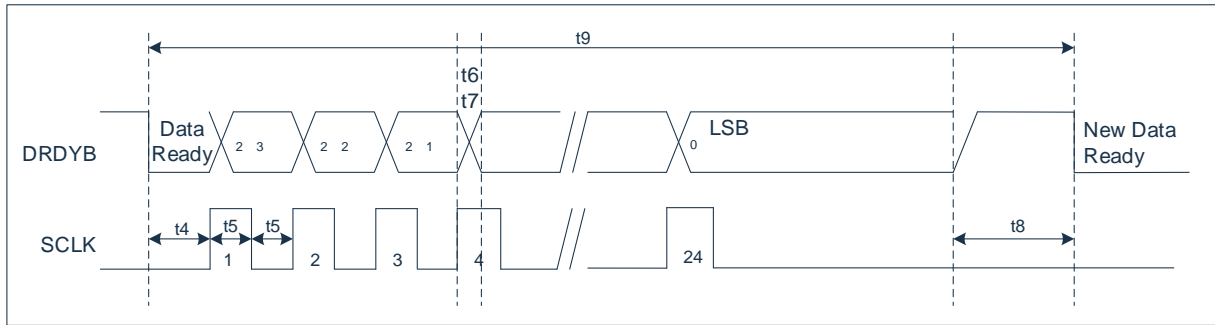 t9
t6
t7
Data
Ready
2 3
2 2
2 1
0
LSB
New Data
Ready
DRDYB
t4
t5
t5
t8
SCLK
1
2
3
4
24